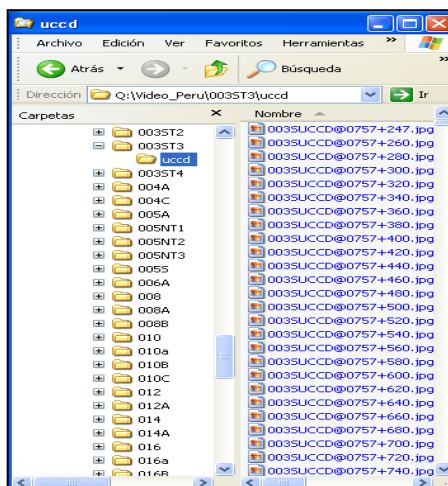 uccd
Archivo Edición Ver Favoritos Herramientas »
Atrás Búsqueda »
Dirección Q:\Video_Peru\003ST3\uccd Ir
Carpetas
003ST2
003ST3
uccd
003ST4
004A
004C
005A
005NT1
005NT2
005NT3
005S
006A
008
008A
008B
010
010a
010B
010C
012
012A
014
014A
016
016a
016B
Nombre
003SUCCD@0757+247.jpg
003SUCCD@0757+260.jpg
003SUCCD@0757+280.jpg
003SUCCD@0757+300.jpg
003SUCCD@0757+320.jpg
003SUCCD@0757+340.jpg
003SUCCD@0757+360.jpg
003SUCCD@0757+380.jpg
003SUCCD@0757+400.jpg
003SUCCD@0757+420.jpg
003SUCCD@0757+440.jpg
003SUCCD@0757+460.jpg
003SUCCD@0757+480.jpg
003SUCCD@0757+500.jpg
003SUCCD@0757+520.jpg
003SUCCD@0757+540.jpg
003SUCCD@0757+560.jpg
003SUCCD@0757+580.jpg
003SUCCD@0757+600.jpg
003SUCCD@0757+620.jpg
003SUCCD@0757+640.jpg
003SUCCD@0757+660.jpg
003SUCCD@0757+680.jpg
003SUCCD@0757+700.jpg
003SUCCD@0757+720.jpg
003SUCCD@0757+740.jpg